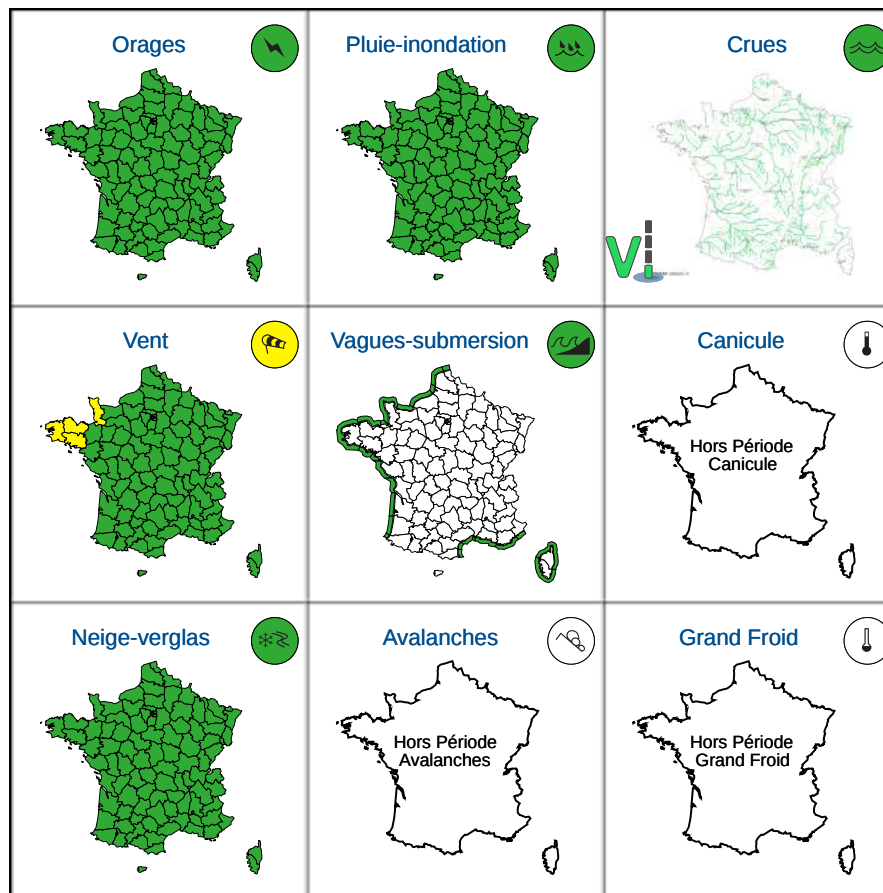 Orages
Pluie-inondation
Crues
Vi
Vent
Vagues-submersion
Canicule
Hors Période
Canicule
Neige-verglas
Avalanches
Grand Froid
Hors Période
Avalanches
Hors Période
Grand Froid